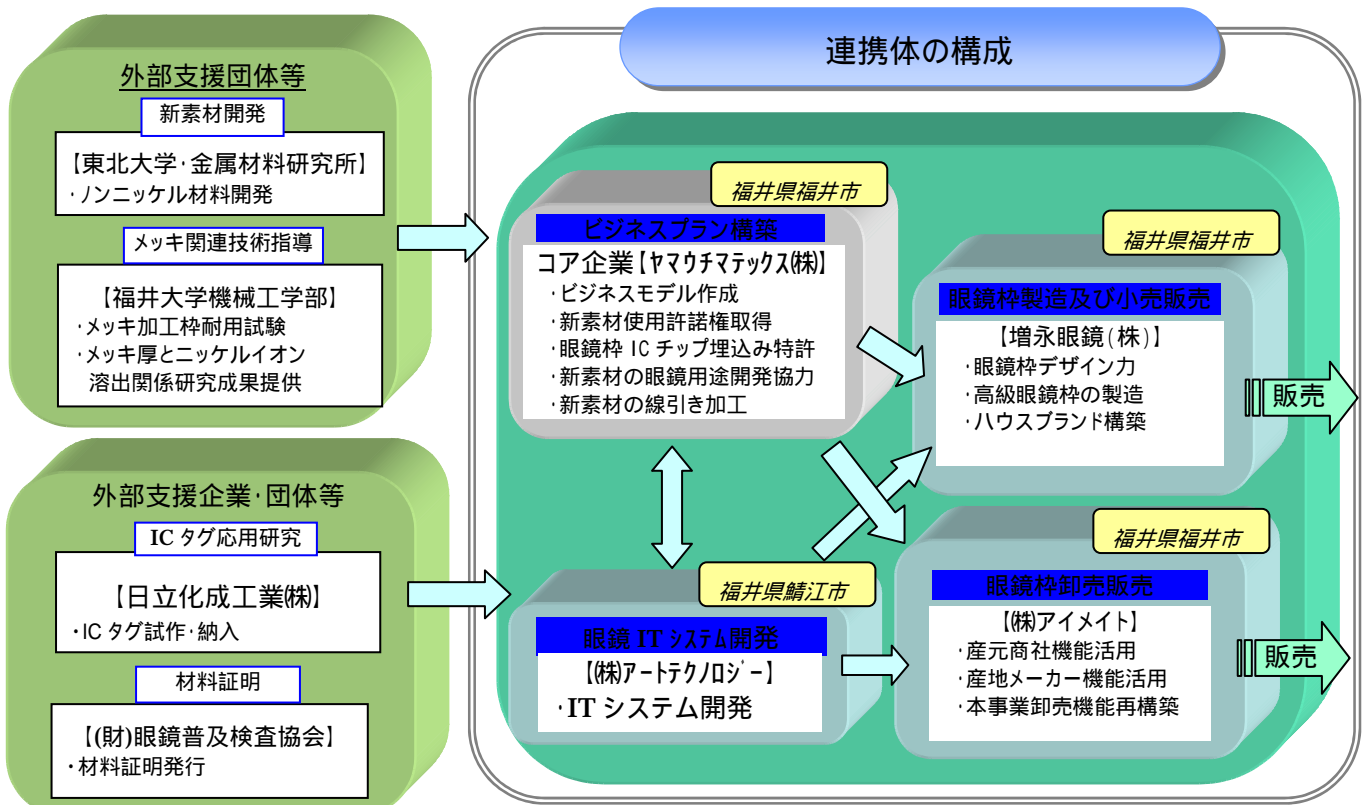 連携体の構成
外部支援団体等
新素材開発
【東北大学・金属材料研究所】
・ノンニッケル材料開発
メッキ関連技術指導
【福井大学機械工学部】
・メッキ加工枠耐用試験
・メッキ厚とニッケルイオン
溶出関係研究成果提供
外部支援企業・団体等
ICタグ応用研究
【日立化成工業㈱】
・ICタグ試作・納入
材料証明
【(財)眼鏡普及検査協会】
・材料証明発行
福井県福井市
ビジネスプラン構築
コア企業【ヤマウチマテックス㈱】
・ビジネスモデル作成
・新素材使用許諾権取得
・眼鏡枠 IC チップ埋込み特許
・新素材の眼鏡用途開発協力
・新素材の線引き加工
福井県福井市
眼鏡枠製造及び小売販売
【増永眼鏡(株)】
・眼鏡枠デザイン力
・高級眼鏡枠の製造
・ハウスブランド構築
販売
福井県鯖江市
眼鏡 IT システム開発
【㈱アートテクノロジー】
・IT システム開発
福井県福井市
眼鏡枠卸売販売
【㈱アイメイト】
・産元商社機能活用
・産地メーカー機能活用
・本事業卸売機能再構築
販売